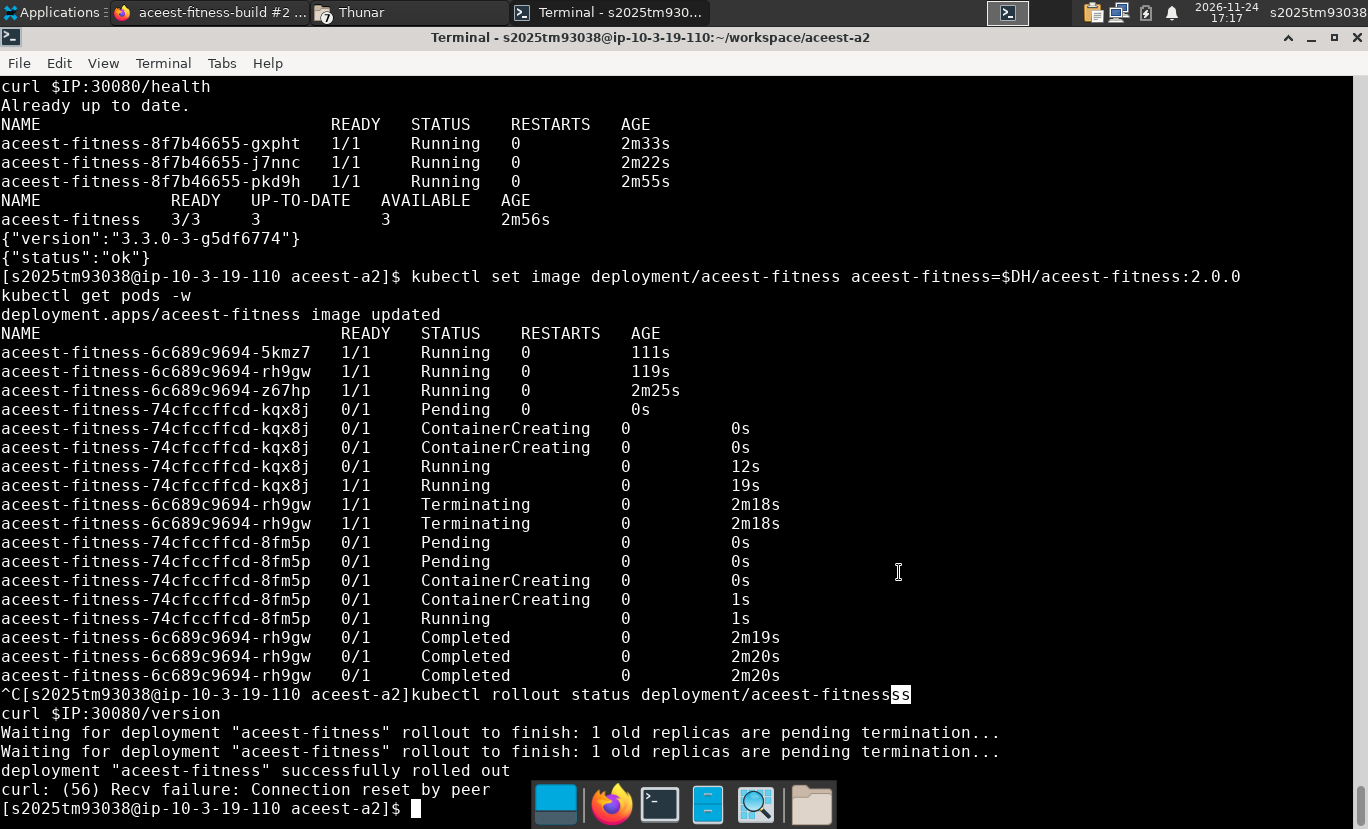 Applications
aceest-fitness-build #2 ...
7
Thunar
Terminal - s2025tm930...
2026-11-24
17:17
s2025tm93038
Terminal - s2025tm93038@ip-10-3-19-110:~/workspace/aceest-a2
File Edit View Terminal Tabs Help
curl $IP:30080/health
Already up to date.
NAME READY STATUS RESTARTS AGE
aceest-fitness-8f7b46655-gxpht 1/1 Running 0 2m33s
aceest-fitness-8f7b46655-j7nnc 1/1 Running 0 2m22s
aceest-fitness-8f7b46655-pkd9h 1/1 Running 0 2m55s
NAME READY UP-TO-DATE AVAILABLE AGE
aceest-fitness 3/3 3 3 2m56s
{"version":"3.3.0-3-g5df6774"}
{"status":"ok"}
[s2025tm93038@ip-10-3-19-110 aceest-a2]$ kubectl set image deployment/aceest-fitness aceest-fitness=$DH/aceest-fitness:2.0.0
kubectl get pods -w
deployment.apps/aceest-fitness image updated
NAME READY STATUS RESTARTS AGE
aceest-fitness-6c689c9694-5kmz7 1/1 Running 0 111s
aceest-fitness-6c689c9694-rh9gw 1/1 Running 0 119s
aceest-fitness-6c689c9694-z67hp 1/1 Running 0 2m25s
aceest-fitness-74cfccffcd-kqx8j 0/1 Pending 0 0s
aceest-fitness-74cfccffcd-kqx8j 0/1 ContainerCreating 0 0s
aceest-fitness-74cfccffcd-kqx8j 0/1 ContainerCreating 0 0s
aceest-fitness-74cfccffcd-kqx8j 0/1 Running 0 12s
aceest-fitness-74cfccffcd-kqx8j 1/1 Running 0 19s
aceest-fitness-6c689c9694-rh9gw 1/1 Terminating 0 2m18s
aceest-fitness-6c689c9694-rh9gw 1/1 Terminating 0 2m18s
aceest-fitness-74cfccffcd-8fm5p 0/1 Pending 0 0s
aceest-fitness-74cfccffcd-8fm5p 0/1 Pending 0 0s
aceest-fitness-74cfccffcd-8fm5p 0/1 ContainerCreating 0 0s
aceest-fitness-74cfccffcd-8fm5p 0/1 ContainerCreating 0 1s
aceest-fitness-74cfccffcd-8fm5p 0/1 Running 0 1s
aceest-fitness-6c689c9694-rh9gw 0/1 Completed 0 2m19s
aceest-fitness-6c689c9694-rh9gw 0/1 Completed 0 2m20s
aceest-fitness-6c689c9694-rh9gw 0/1 Completed 0 2m20s
^C[s2025tm93038@ip-10-3-19-110 aceest-a2]kubectl rollout status deployment/aceest-fitnessss
curl $IP:30080/version
Waiting for deployment "aceest-fitness" rollout to finish: 1 old replicas are pending termination...
Waiting for deployment "aceest-fitness" rollout to finish: 1 old replicas are pending termination...
deployment "aceest-fitness" successfully rolled out
curl: (56) Recv failure: Connection reset by peer
[s2025tm93038@ip-10-3-19-110 aceest-a2]$